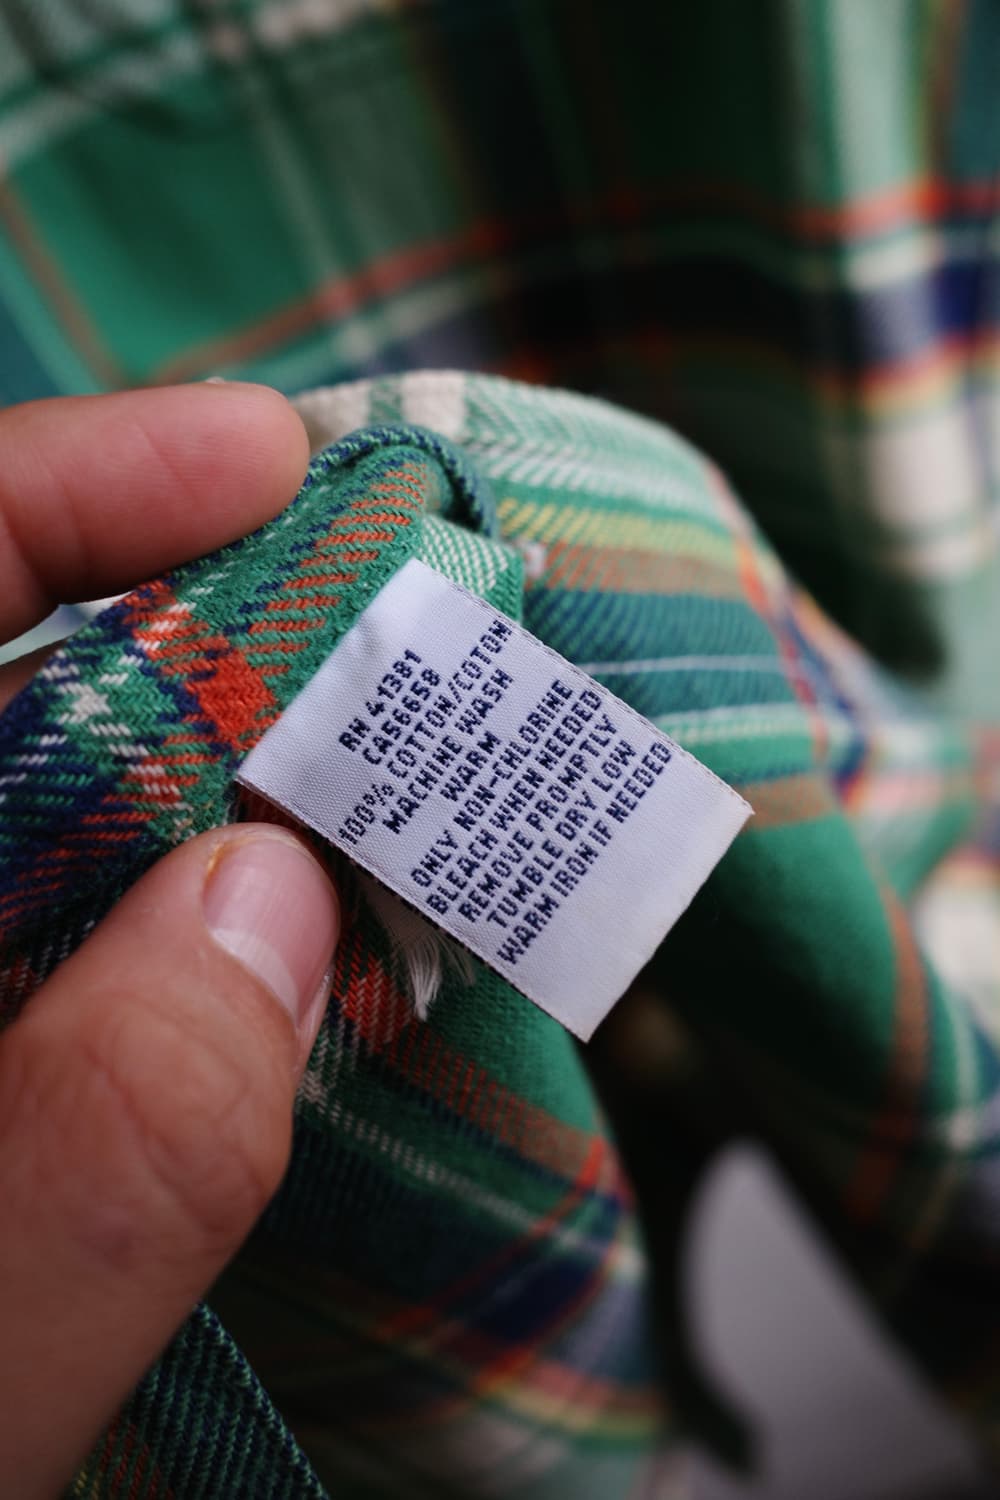 RN 41381
CA56658
100% COTTON/COTON
MACHINE WASH
WARM
ONLY NON-CHLORINE
BLEACH WHEN NEEDED
REMOVE PROMPTLY
TUMBLE DRY LOW
WARM IRON IF NEEDED